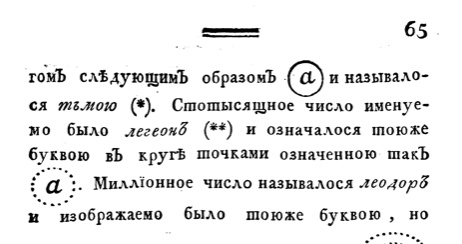 65
гомЪ слѣдующимЪ образомЪ а и называло-
ся тьмою (*). Стотысящное число именуе-
мо было легеонЪ (**) и означалося тоюже
буквою вЪ кругѣ точками означенною такЪ
а. Миллїонное число называлося леодорЪ
и изображаемо было тоюже буквою, но